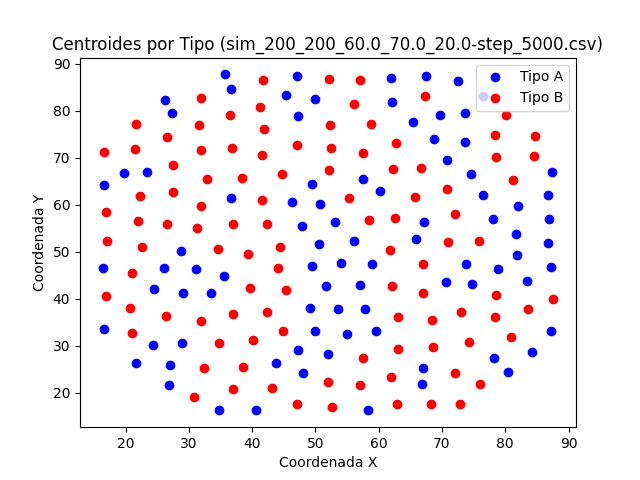 Centroides por Tipo (sim_200_200_60.0_70.0_20.0-step_5000.csv)
Tipo A
Tipo B
90
80
70
60
50
40
30
20
Coordenada Y
20 30 40 50 60 70 80 90
Coordenada X